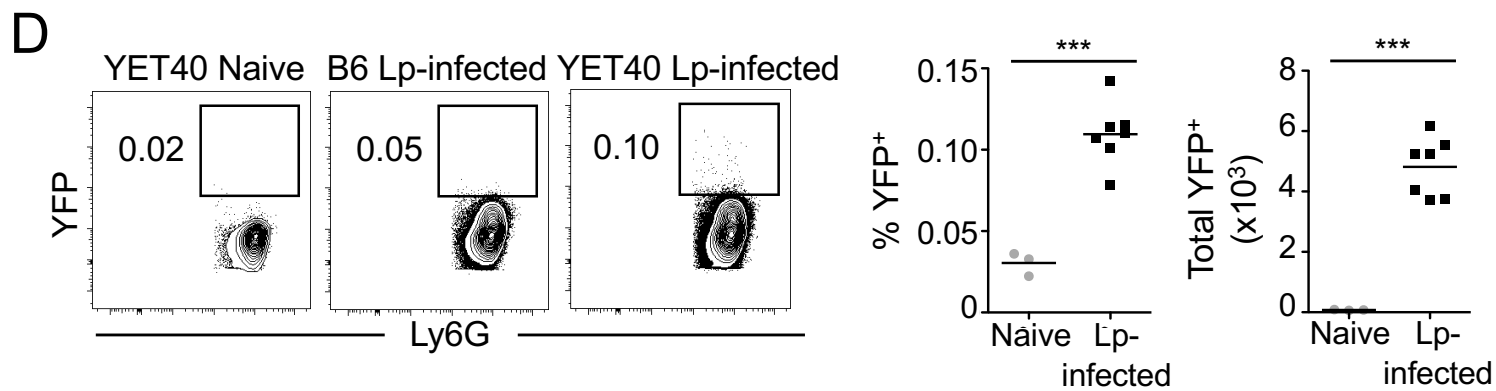 D
YET40 Naive B6 Lp-infected YET40 Lp-infected
0.02 0.05 0.10
YFP
Ly6G
***
% YFP+
0.15
0.10
0.05
0
Naive Lp-
infected
***
Total YFP+
(x10³)
8
6
4
2
0
Naive Lp-
infected